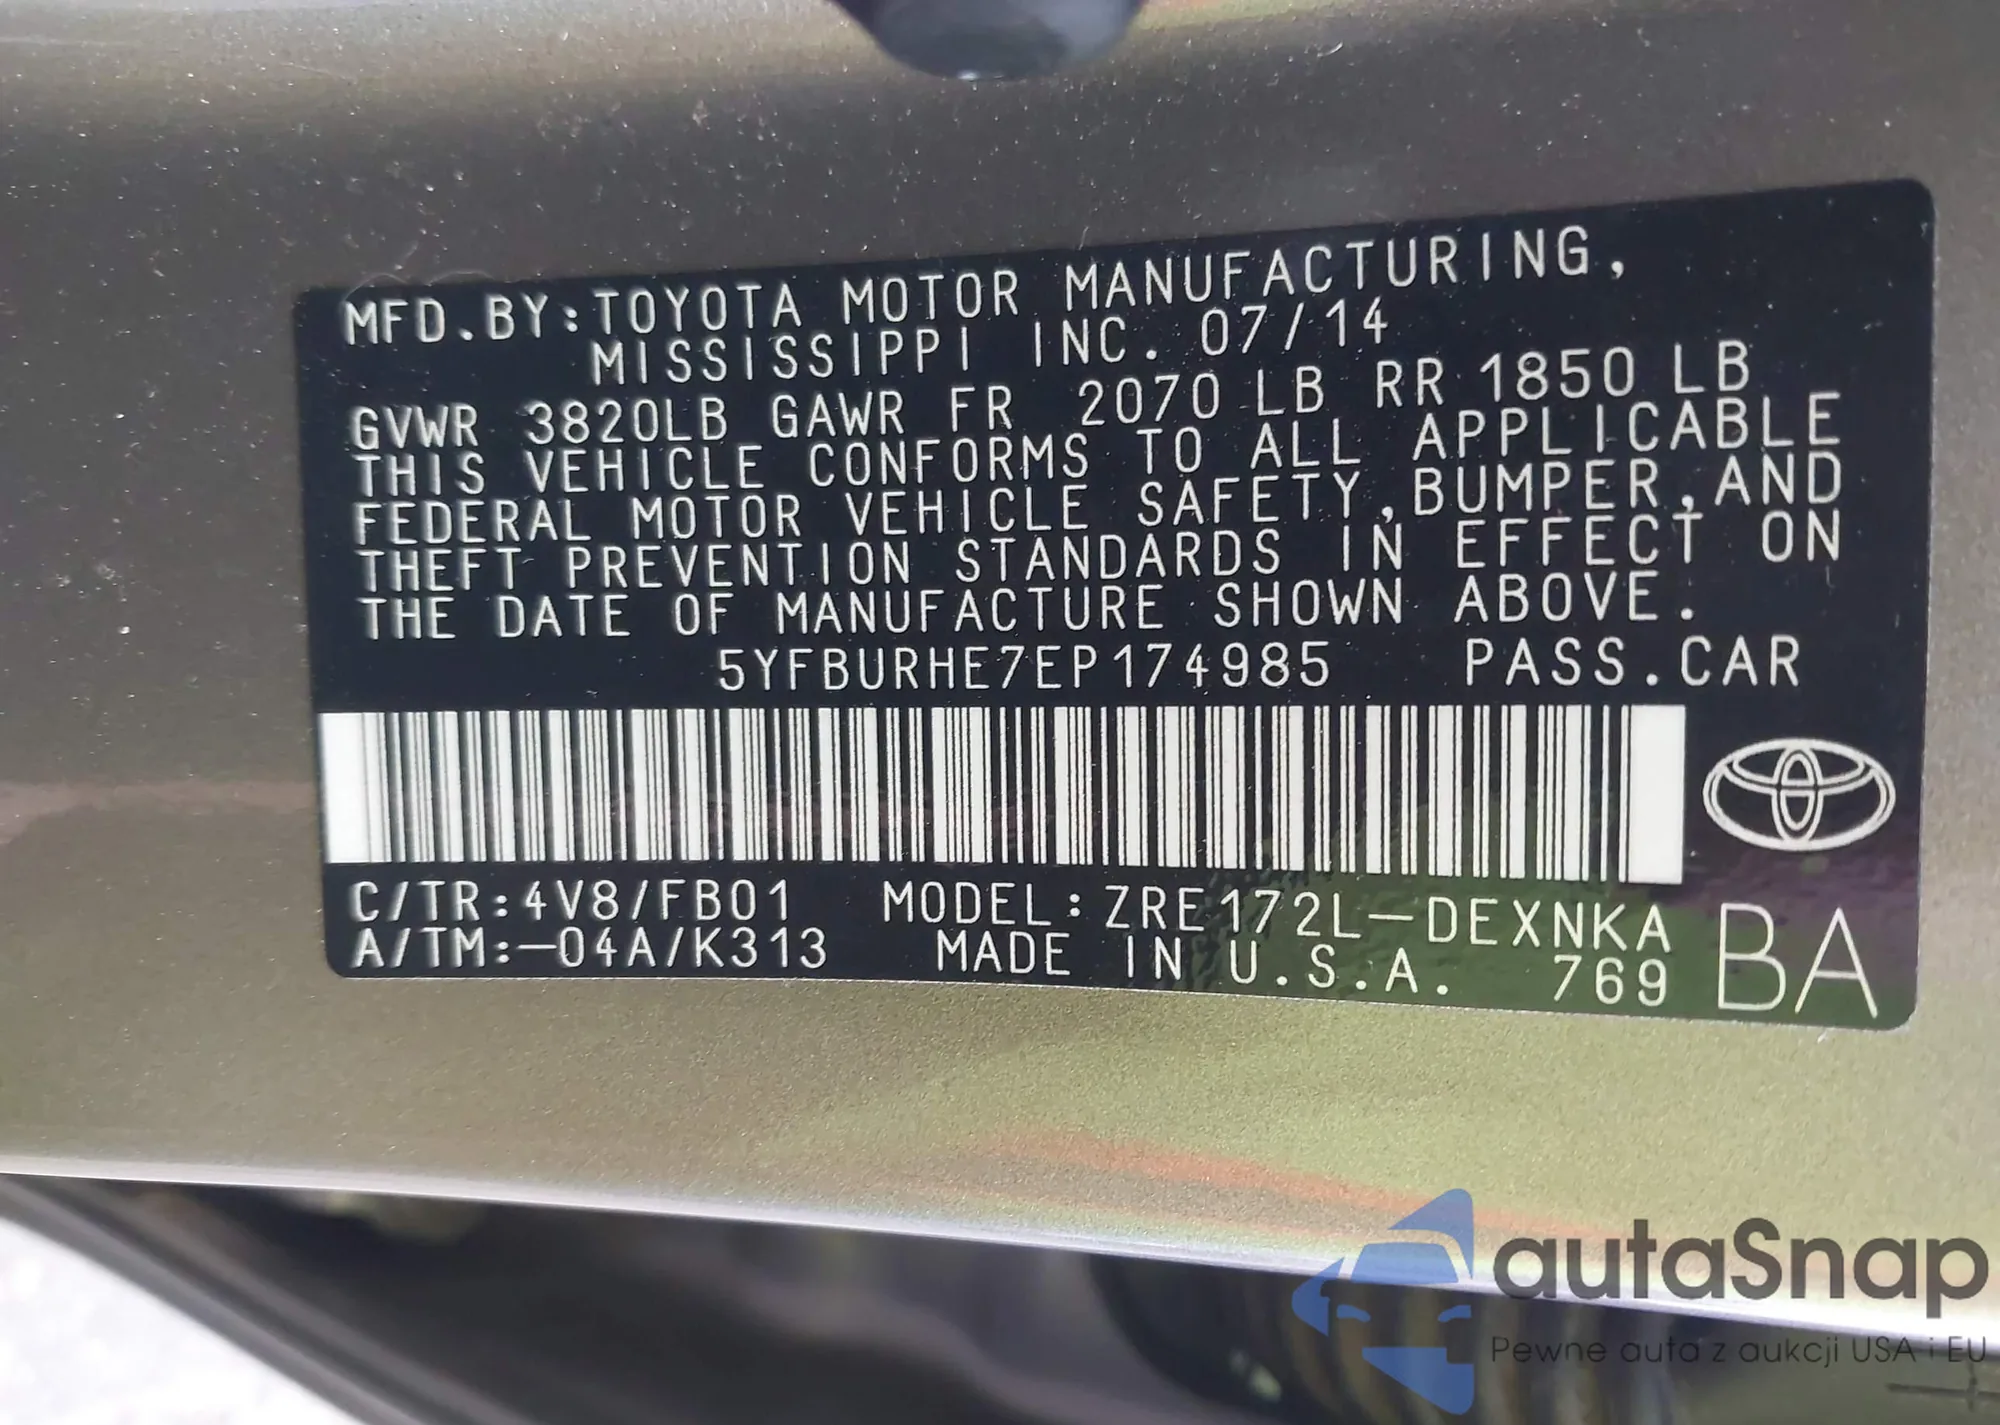 MFD.BY:TOYOTA MOTOR MANUFACTURING,
MISSISSIPPI INC. 07/14
GVWR 3820LB GAWR FR 2070 LB RR 1850 LB
THIS VEHICLE CONFORMS TO ALL APPLICABLE
FEDERAL MOTOR VEHICLE SAFETY,BUMPER,AND
THEFT PREVENTION STANDARDS IN EFFECT ON
THE DATE OF MANUFACTURE SHOWN ABOVE.
5YFBURHE7EP174985 PASS.CAR
C/TR:4V8/FB01 MODEL:ZRE172L-DEXNKA
A/TM:-04A/K313 MADE IN U.S.A. 769 BA
autaSnap
Pewne auta z aukcji USA i EU